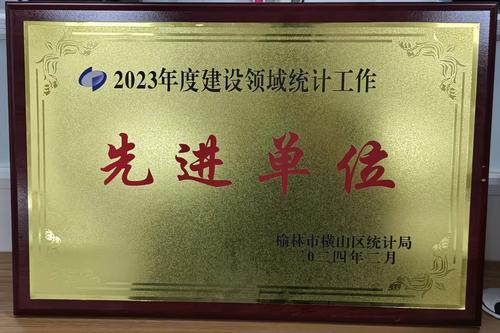 2023年度建设领域统计工作
先进单位
榆林市横山区统计局
二〇二四年二月